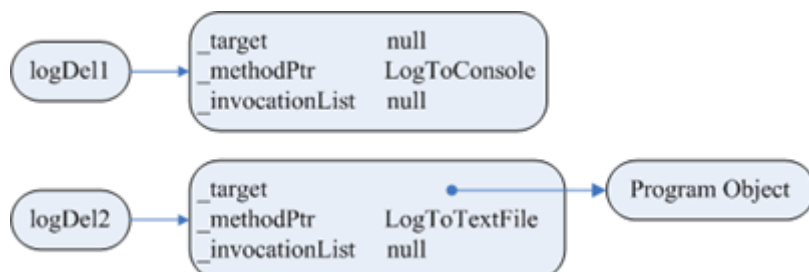 _target null
logDel1 _methodPtr LogToConsole
_invocationList null
_target Program Object
logDel2 _methodPtr LogToTextFile
_invocationList null